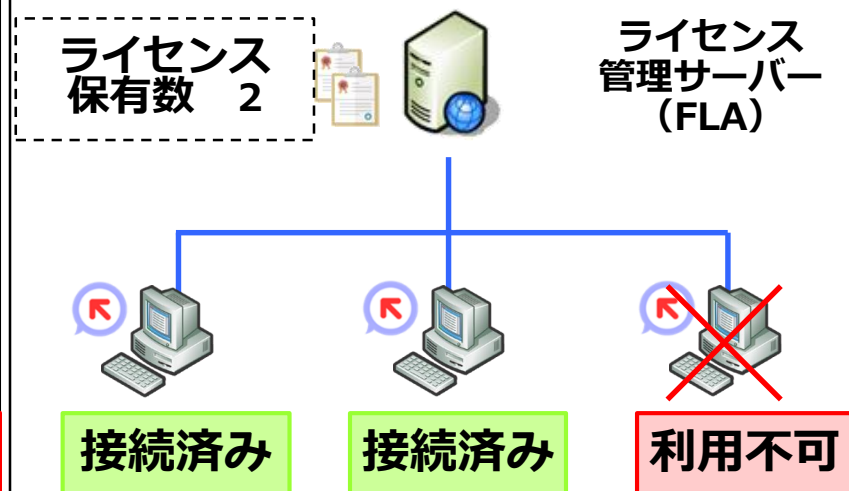 ライセンス
保有数　2
ライセンス
管理サーバー
（FLA）
接続済み
接続済み
利用不可